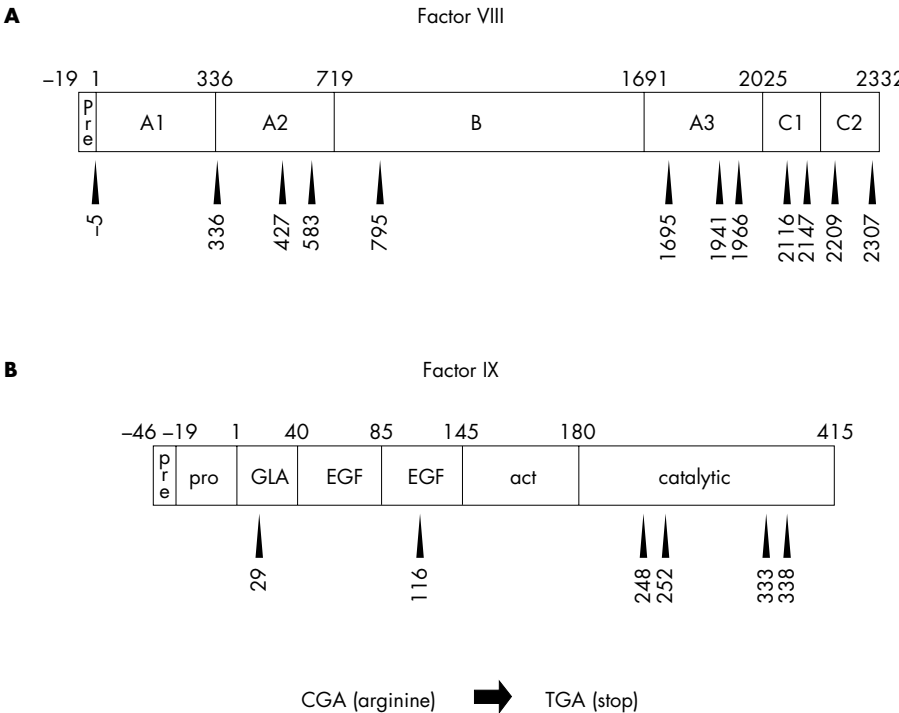 A
Factor VIII
–19 1 336 719 1691 2025 2332
Pre A1 A2 B A3 C1 C2
–5 336 427 583 795 1695 1941 1966 2116 2147 2209 2307
B
Factor IX
–46 –19 1 40 85 145 180 415
pre pro GLA EGF EGF act catalytic
29 116 248 252 333 338
CGA (arginine) TGA (stop)